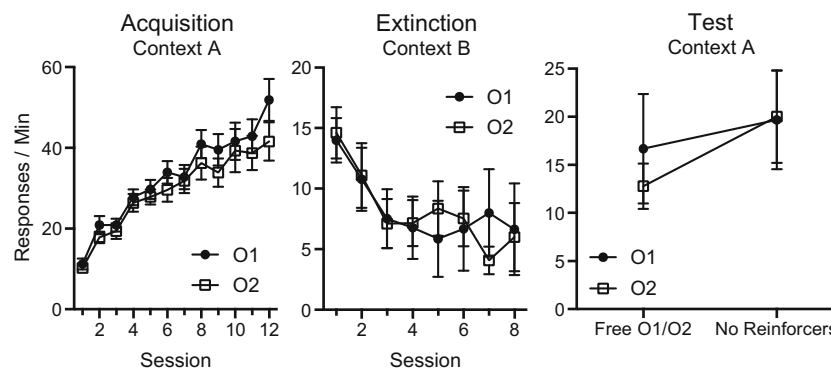 Acquisition
Context A
Responses / Min
60
40
20
0
O1
O2
2 4 6 8 10 12
Session
Extinction
Context B
20
15
10
5
0
O1
O2
2 4 6 8
Session
Test
Context A
25
20
15
10
5
0
O1
O2
Free O1/O2 No Reinforcers